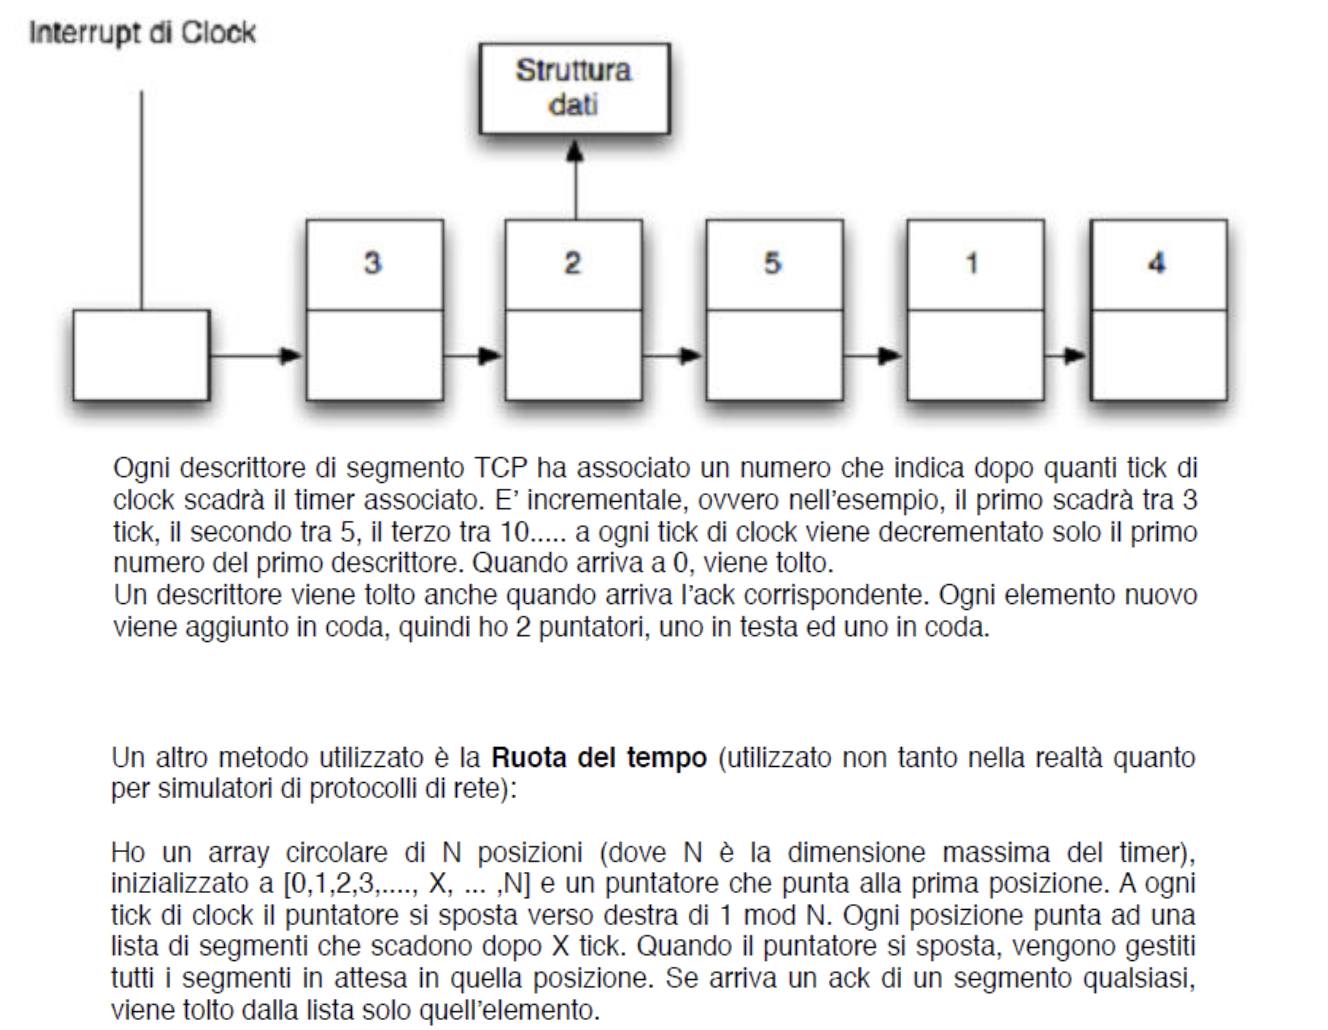 Interrupt di Clock
Struttura
dati
3
2
5
1
4
Ogni descrittore di segmento TCP ha associato un numero che indica dopo quanti tick di
clock scadrà il timer associato. E' incrementale, ovvero nell'esempio, il primo scadrà tra 3
tick, il secondo tra 5, il terzo tra 10..... a ogni tick di clock viene decrementato solo il primo
numero del primo descrittore. Quando arriva a 0, viene tolto.
Un descrittore viene tolto anche quando arriva l'ack corrispondente. Ogni elemento nuovo
viene aggiunto in coda, quindi ho 2 puntatori, uno in testa ed uno in coda.
Un altro metodo utilizzato è la Ruota del tempo (utilizzato non tanto nella realtà quanto
per simulatori di protocolli di rete):
Ho un array circolare di N posizioni (dove N è la dimensione massima del timer),
inizializzato a [0,1,2,3,...., X, ... ,N] e un puntatore che punta alla prima posizione. A ogni
tick di clock il puntatore si sposta verso destra di 1 mod N. Ogni posizione punta ad una
lista di segmenti che scadono dopo X tick. Quando il puntatore si sposta, vengono gestiti
tutti i segmenti in attesa in quella posizione. Se arriva un ack di un segmento qualsiasi,
viene tolto dalla lista solo quell'elemento.